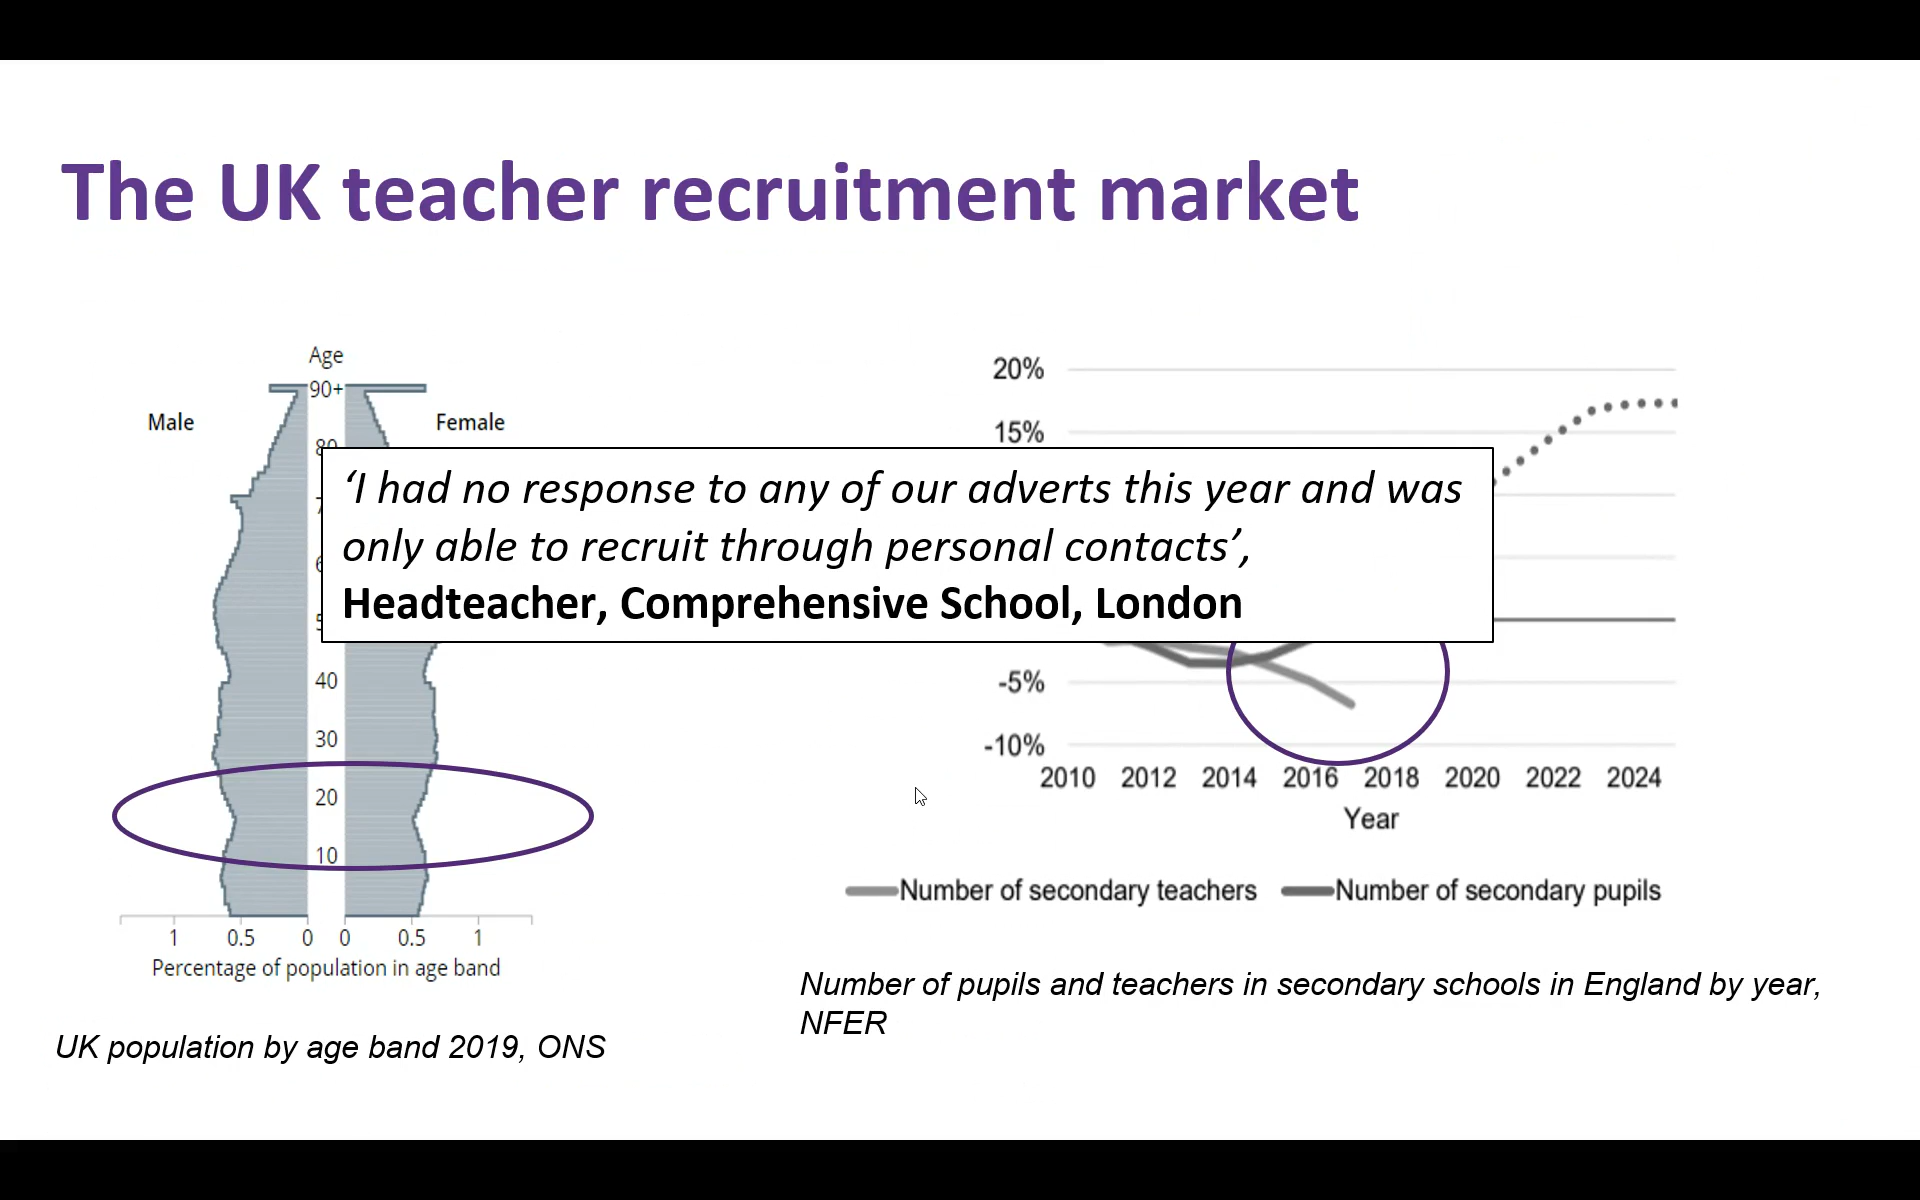 The UK teacher recruitment market
Age
90+
Male
Female
80
‘I had no response to any of our adverts this year and was
only able to recruit through personal contacts’,
Headteacher, Comprehensive School, London
40
30
20
10
1 0.5 0 0 0.5 1
Percentage of population in age band
UK population by age band 2019, ONS
20%
15%
-5%
-10%
2010 2012 2014 2016 2018 2020 2022 2024
Year
Number of secondary teachers Number of secondary pupils
Number of pupils and teachers in secondary schools in England by year,
NFER